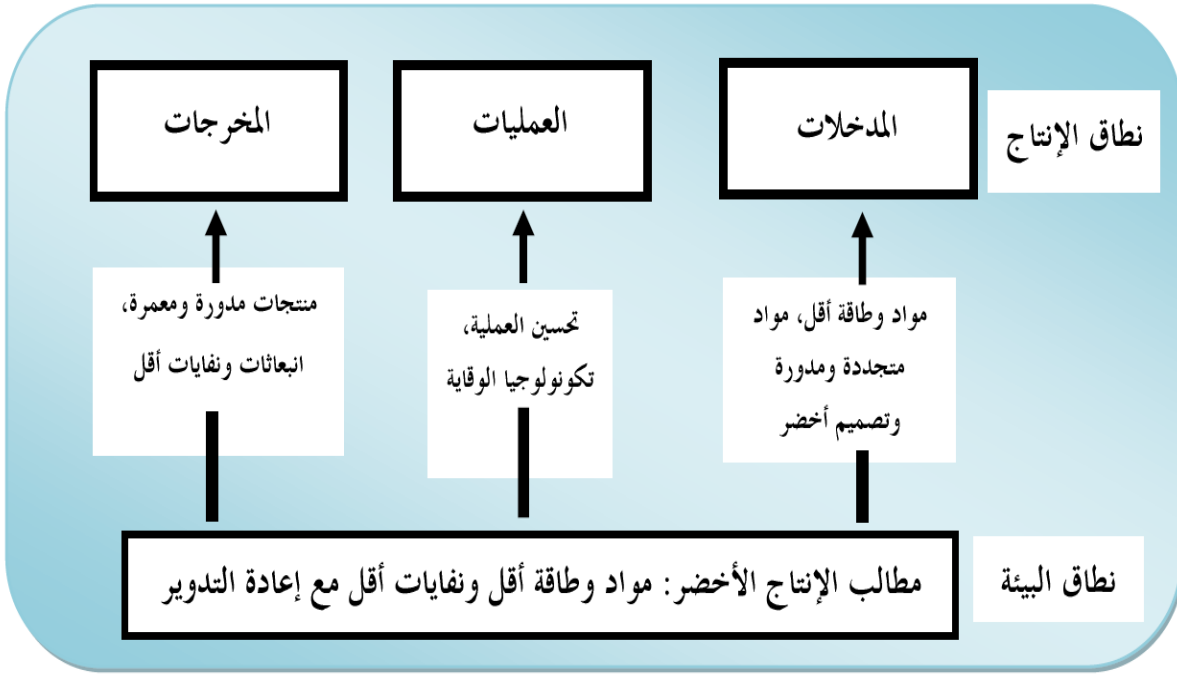 نطاق الإنتاج
المدخلات
العمليات
المخرجات
مواد وطاقة أقل، مواد
متجددة ومدورة
وتصميم أخضر
تحسين العملية،
تكونولوجيا الوقاية
منتجات مدورة ومعمرة،
انبعاثات ونفايات أقل
نطاق البيئة
مطالب الإنتاج الأخضر: مواد وطاقة أقل ونفايات أقل مع إعادة التدوير